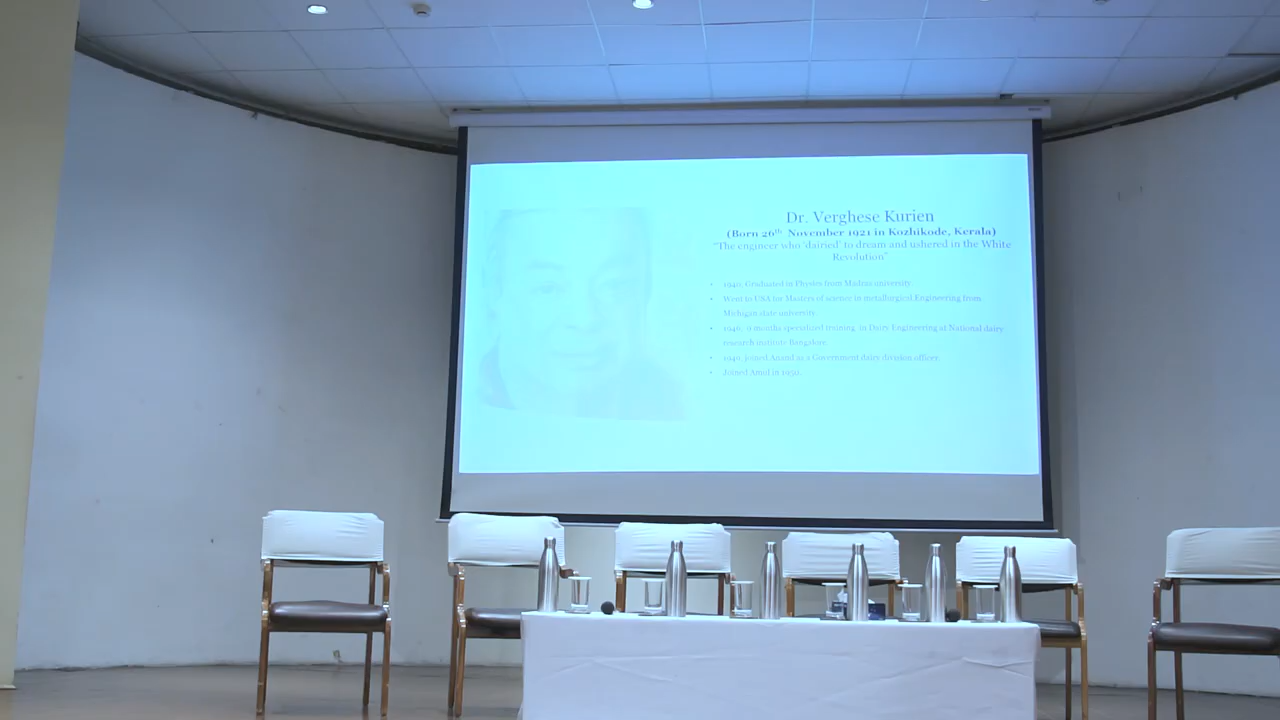 Dr. Verghese Kurien
(Born 26th November 1921 in Kozhikode, Kerala)
"The engineer who 'dairied' to dream and ushered in the White
Revolution"
• 1940, Graduated in Physics from Madras university
• Went to USA for Masters of science in metallurgical Engineering from
Michigan state university
• 1946, 9 months specialized training in Dairy Engineering at National dairy
research institute Bangalore.
• 1949, joined Anand as a Government dairy division officer.
• Joined Amul in 1950.